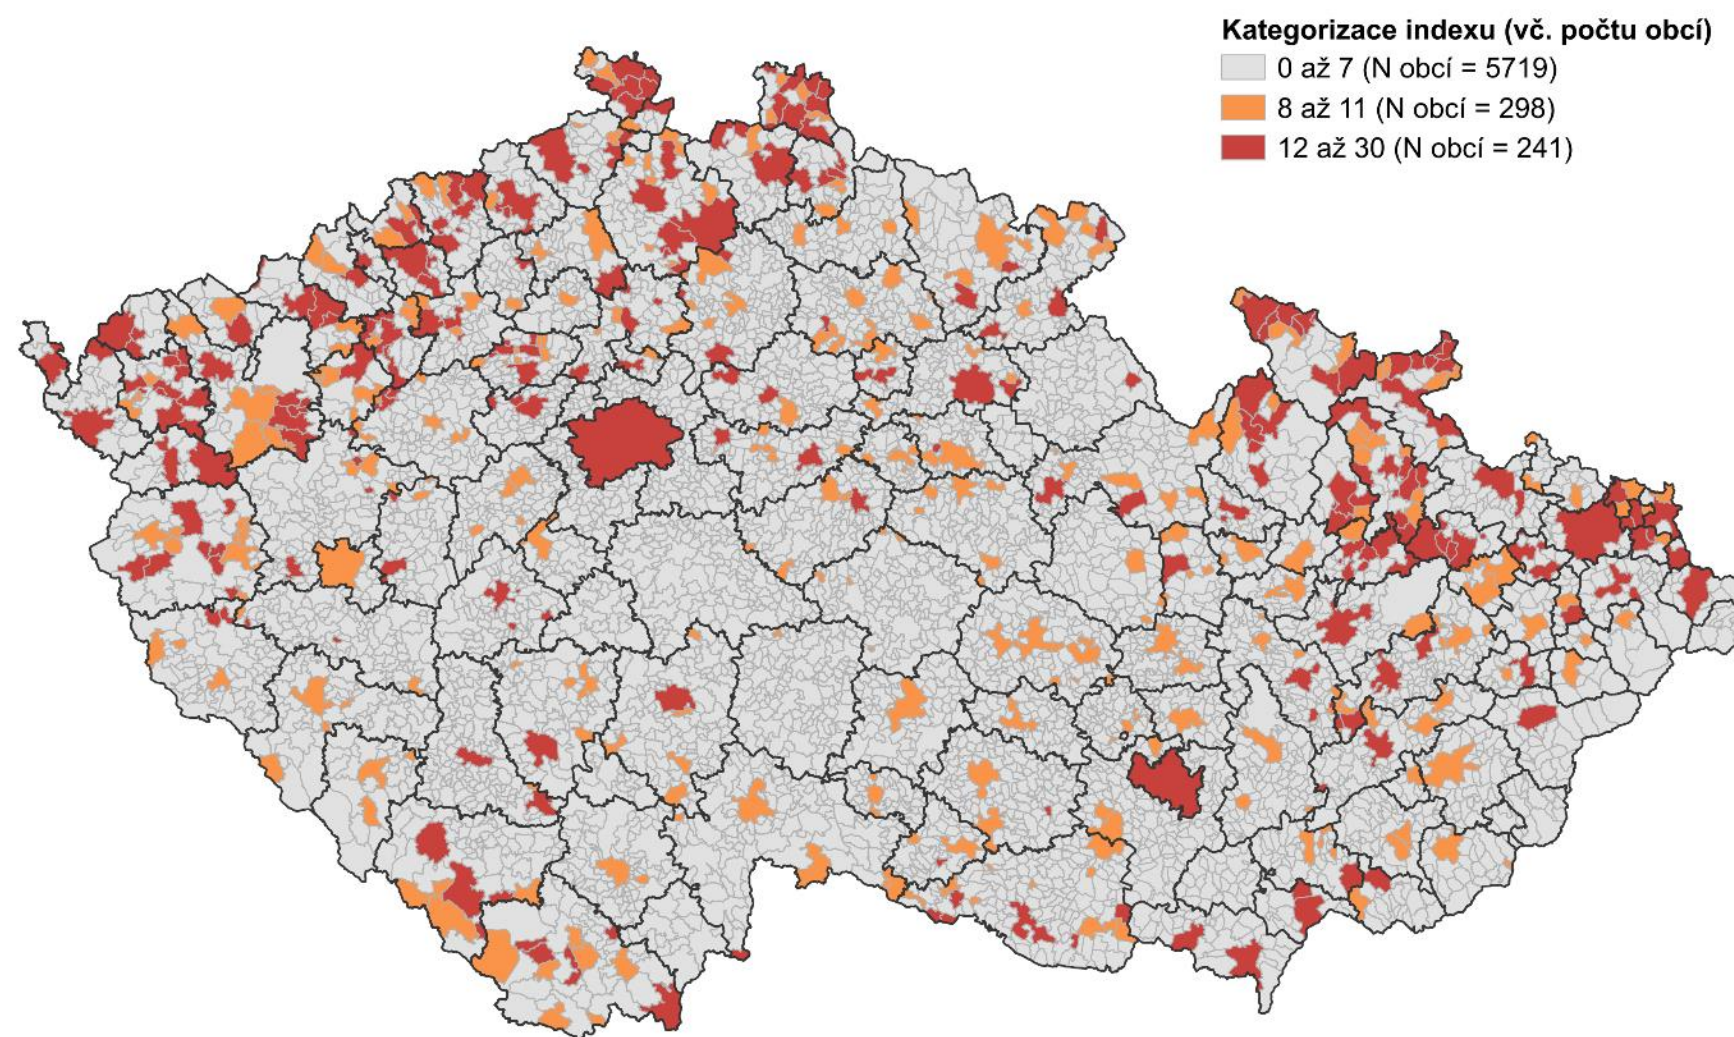 Kategorizace indexu (vč. počtu obcí)
0 až 7 (N obcí = 5719)
8 až 11 (N obcí = 298)
12 až 30 (N obcí = 241)